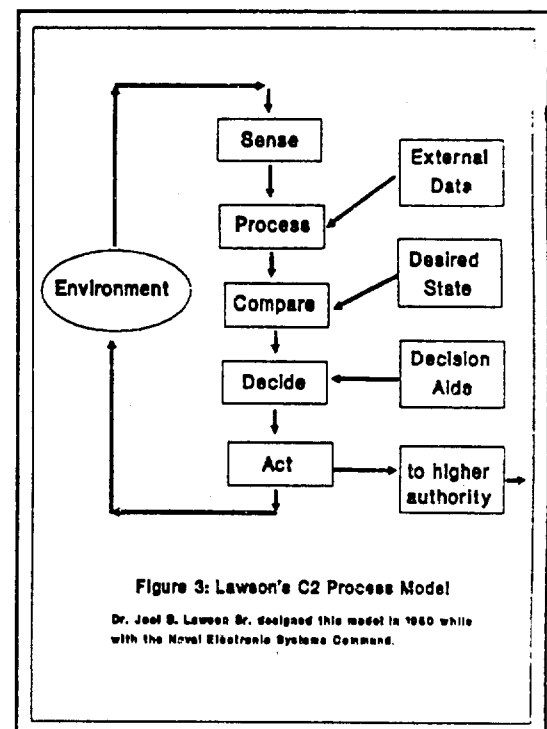 Sense
External
Data
Process
Desired
State
Environment
Compare
Decision
Aids
Decide
Act
to higher
authority
Figure 3: Lawson's C2 Process Model
Dr. Joel S. Lawson Sr. designed this model in 1980 while
with the Naval Electronic Systems Command.